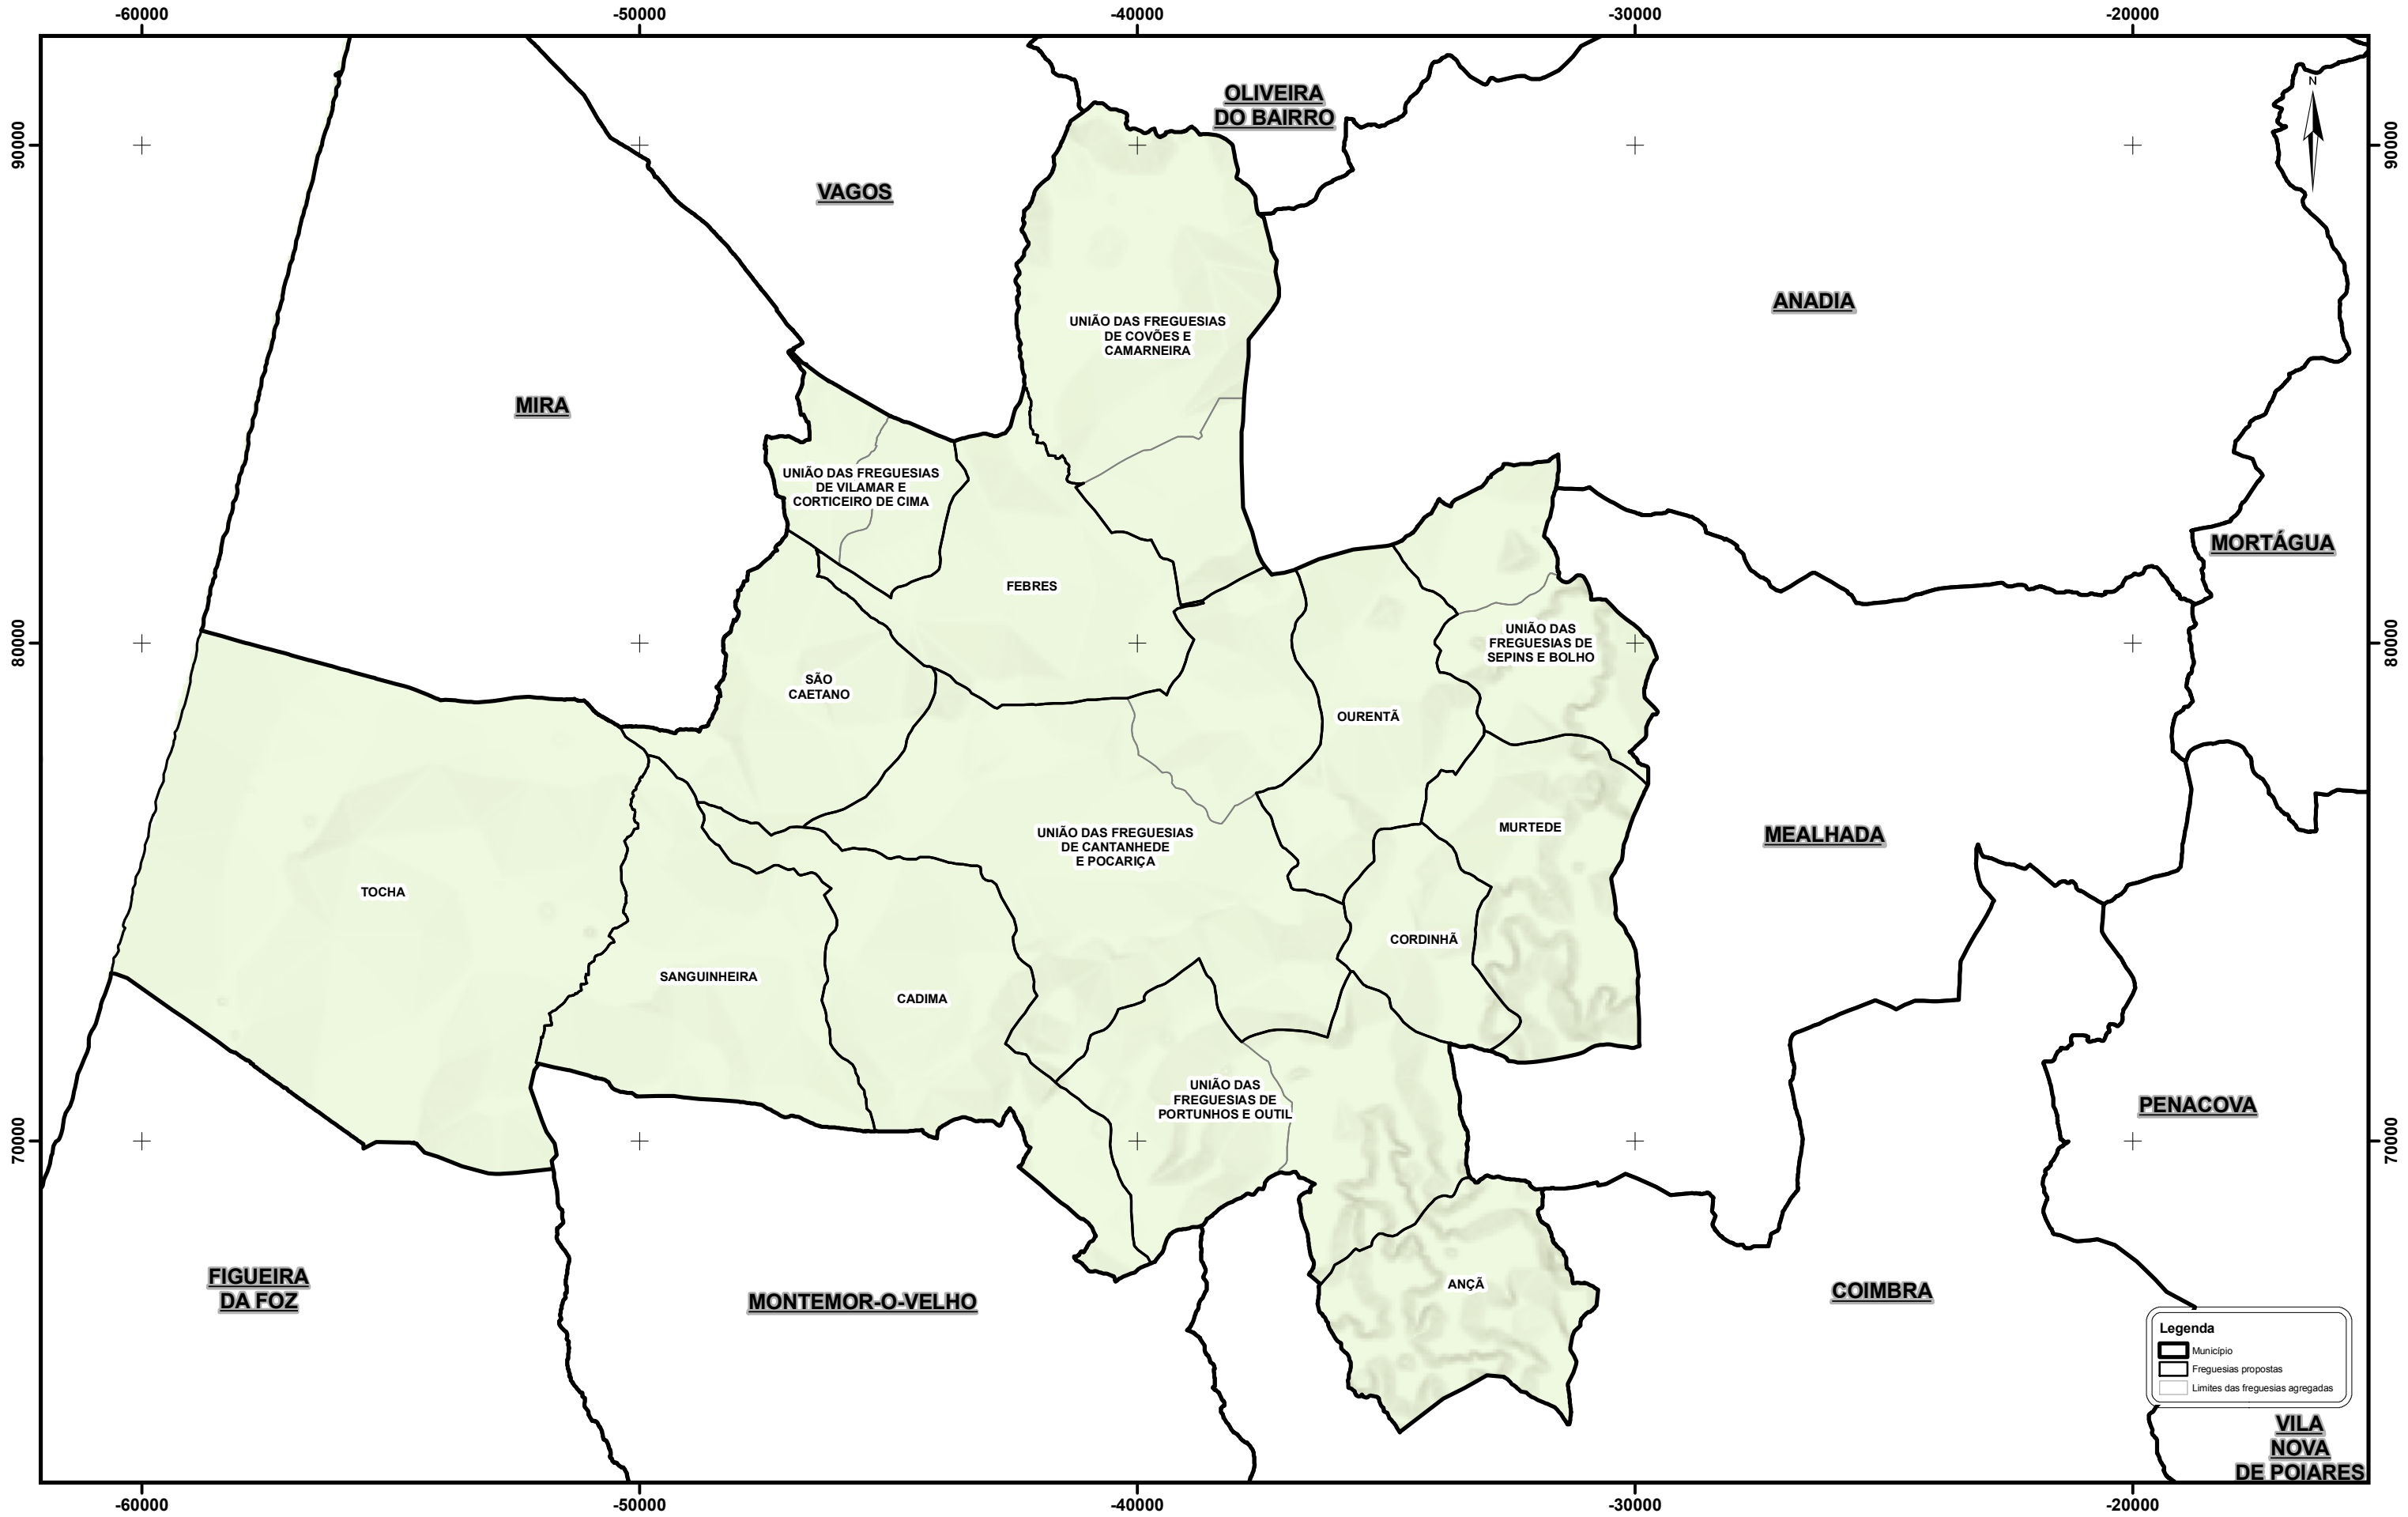 -60000
-50000
-40000
-30000
-20000
90000
80000
70000
90000
80000
70000
N
OLIVEIRA
DO BAIRRO
VAGOS
ANADIA
MIRA
UNIÃO DAS FREGUESIAS
DE COVÕES E
CAMARNEIRA
UNIÃO DAS FREGUESIAS
DE VILAMAR E
CORTICEIRO DE CIMA
MORTÁGUA
FEBRES
UNIÃO DAS
FREGUESIAS DE
SEPINS E BOLHO
SÃO
CAETANO
OURENTÃ
UNIÃO DAS FREGUESIAS
DE CANTANHEDE
E POCARIÇA
MURTEDE
MEALHADA
TOCHA
CORDINHÃ
SANGUINHEIRA
CADIMA
UNIÃO DAS
FREGUESIAS DE
PORTUNHOS E OUTIL
PENACOVA
FIGUEIRA
DA FOZ
MONTEMOR-O-VELHO
ANÇÃ
COIMBRA
Legenda
Município
Freguesias propostas
Limites das freguesias agregadas
VILA
NOVA
DE POIARES
-60000
-50000
-40000
-30000
-20000